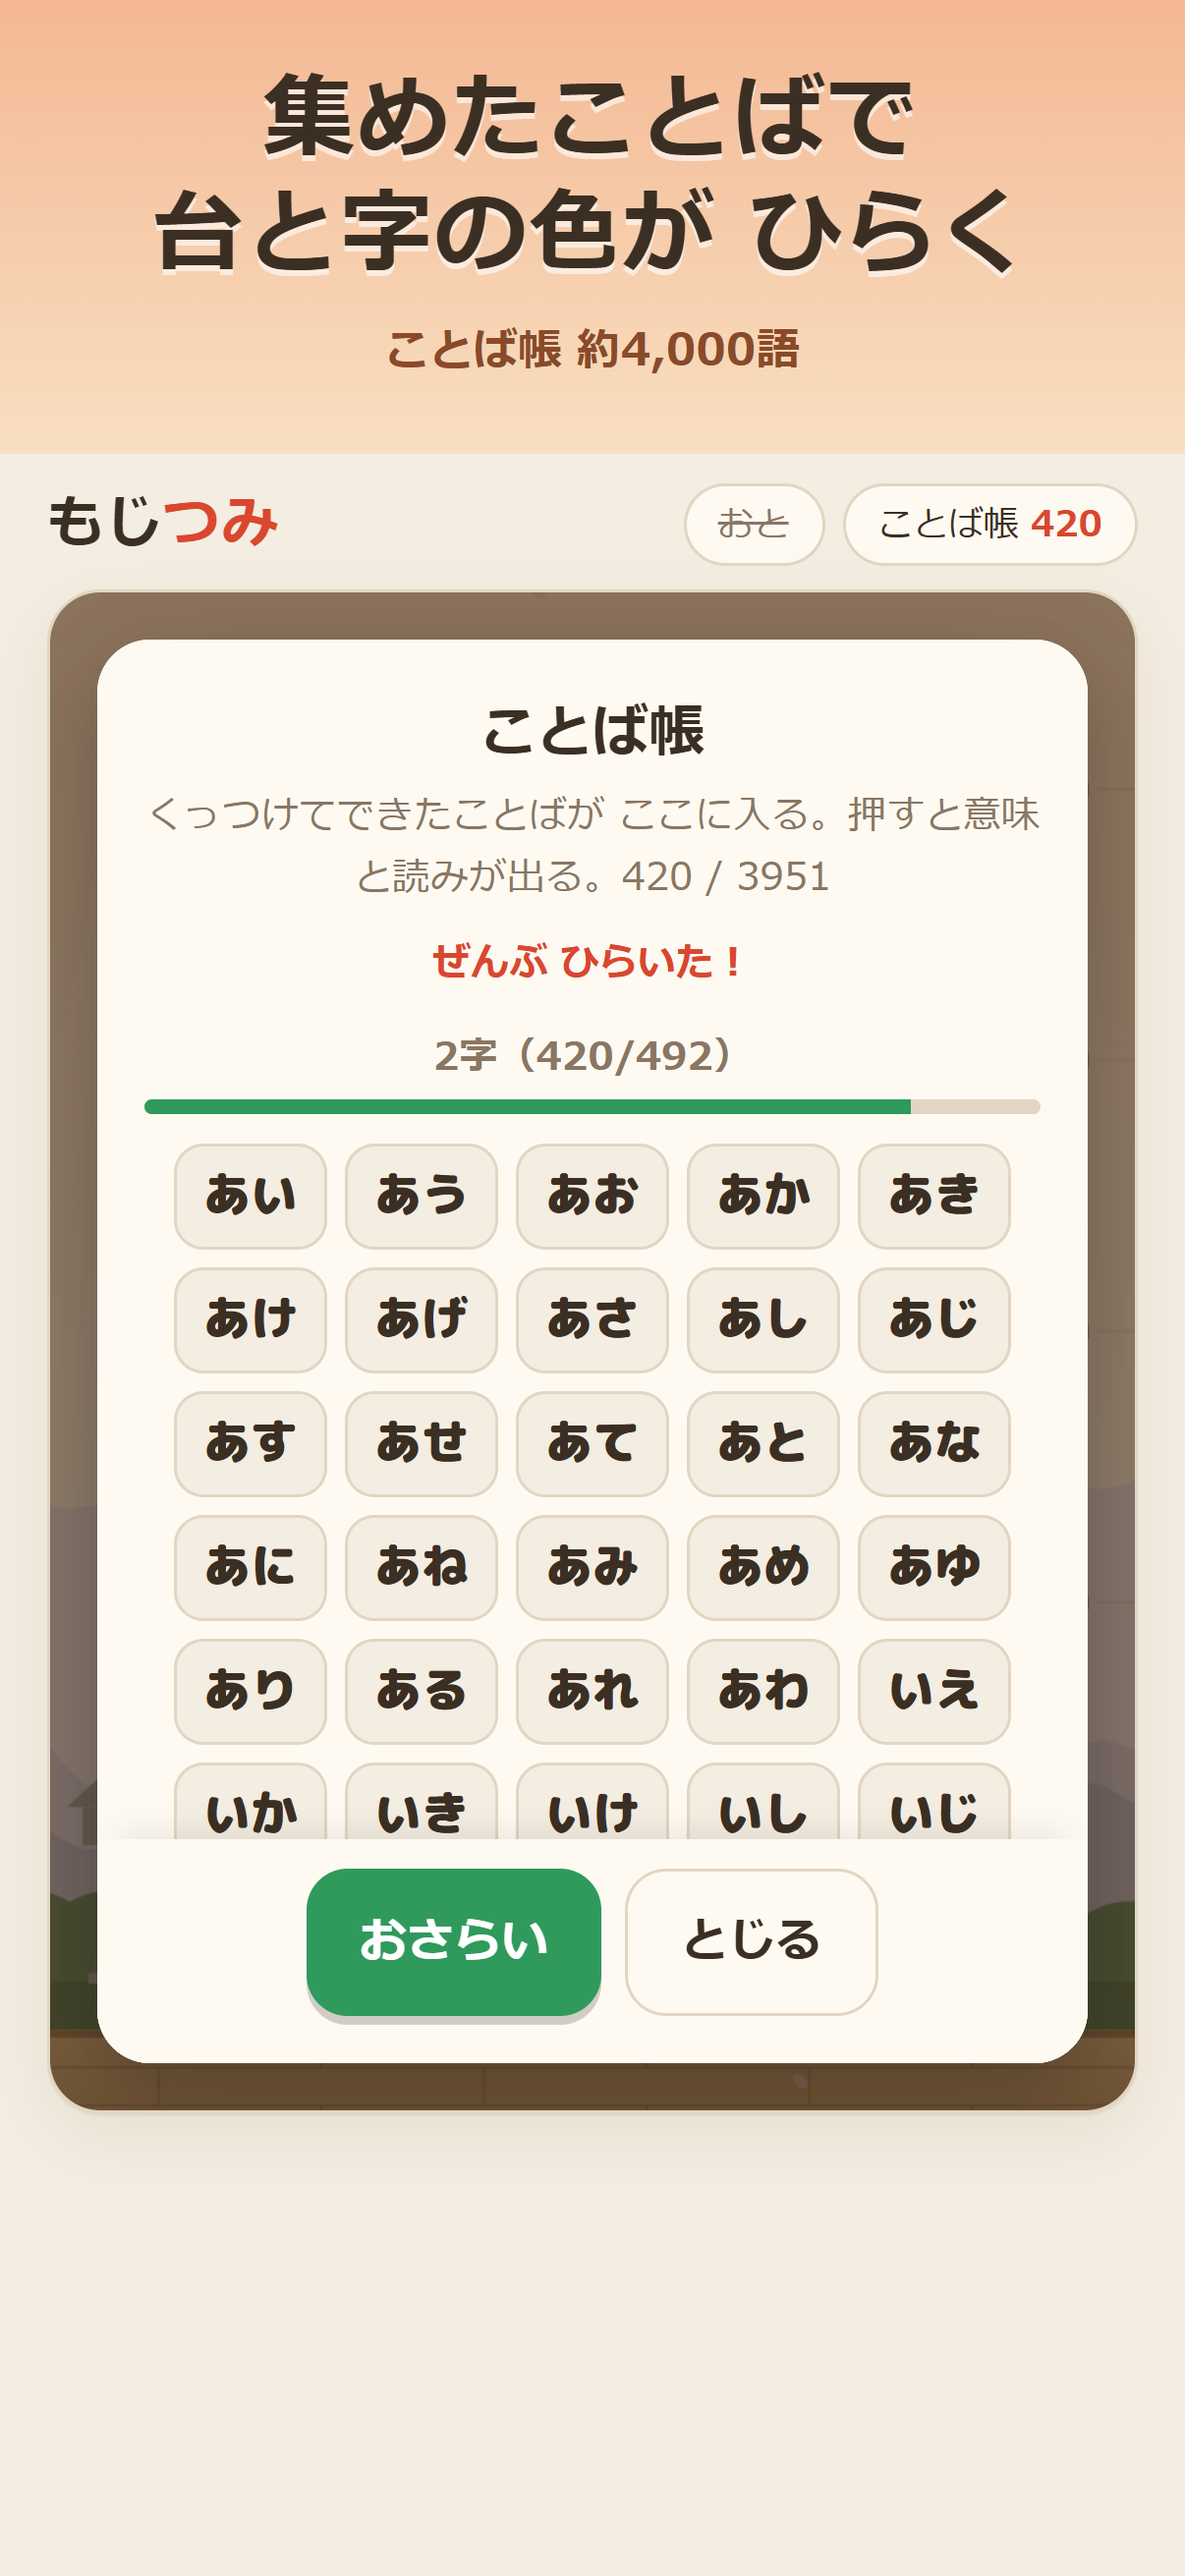 集めたことばで
台と字の色が ひらく
ことば帳 約4,000語
もじつみ
おと
ことば帳 420
ことば帳
くっつけてできたことばが ここに入る。押すと意味
と読みが出る。420 / 3951
ぜんぶ ひらいた！
2字（420/492）
あい あう あお あか あき
あけ あげ あさ あし あじ
あす あせ あて あと あな
あに あね あみ あめ あゆ
あり ある あれ あわ いえ
いか いき いけ いし いじ
おさらい とじる